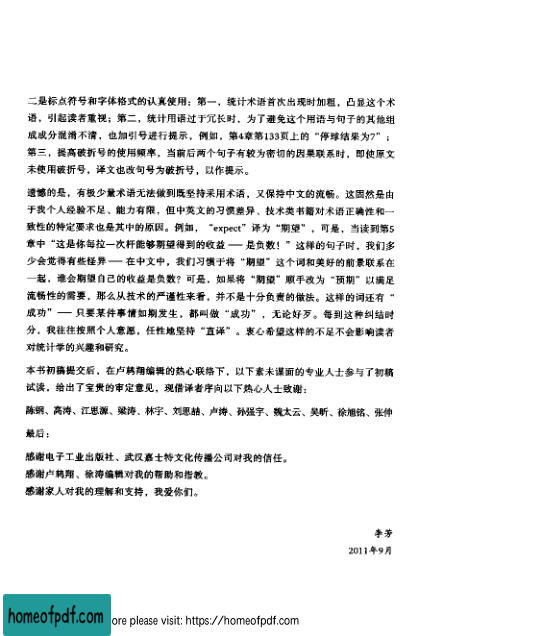 二是标点符号和字体格式的认真使用：第一，统计术语首次出现时加粗，凸显这个术
语，引起读者重视；第二，统计用语过于冗长时，为了避免这个用语与句子的其他组
成成分混淆不清，也加引号进行提示，例如，第4章第133页上的“停球结果为7”；
第三，提高破折号的使用频率，当前后两个句子有较为密切的因果联系时，即使原文
未使用破折号，译文也改句号为破折号，以作提示。
遗憾的是，有极少量术语无法做到既坚持采用术语，又保持中文的流畅。这固然是由
于我个人经验不足、能力有限，但中英文的习惯差异、技术类书籍对术语正确性和一
致性的特定要求也是其中的原因。例如，“expect”译为“期望”，可是，当读到第5
章中“这是你每拉一次杆能够期望得到的收益 — 是负数！”这样的句子时，我们多
少会觉得有些怪异 — 在中文中，我们习惯于将“期望”这个词和美好的前景联系在
一起，谁会期望自己的收益是负数？可是，如果将“期望”顺手改为“预期”以满足
流畅性的需要，那么从技术的严谨性来看，并不是十分负责的做法。这样的词还有“
成功”— 只要某件事情如期发生，都叫做“成功”，无论好歹。每到这种纠结时
分，我往往按照个人意愿，任性地坚持“直译”。衷心希望这样的不足不会影响读者
对统计学的兴趣和研究。
本书初稿提交后，在卢鸫翔编辑的热心联络下，以下素未谋面的专业人士参与了初稿
试读，给出了宝贵的审定意见，现借译者序向以下热心人士致谢：
陈钢、高涛、江思源、梁涛、林宇、刘思喆、卢涛、孙强宇、魏太云、吴昕、徐旭铭、张伸
最后：
感谢电子工业出版社、武汉嘉士特文化传播公司对我的信任。
感谢卢鸫翔、徐涛编辑对我的帮助和指教。
感谢家人对我的理解和支持，我爱你们。
李芳
2011年9月
homeofpdf.com
ore please visit: https://homeofpdf.com